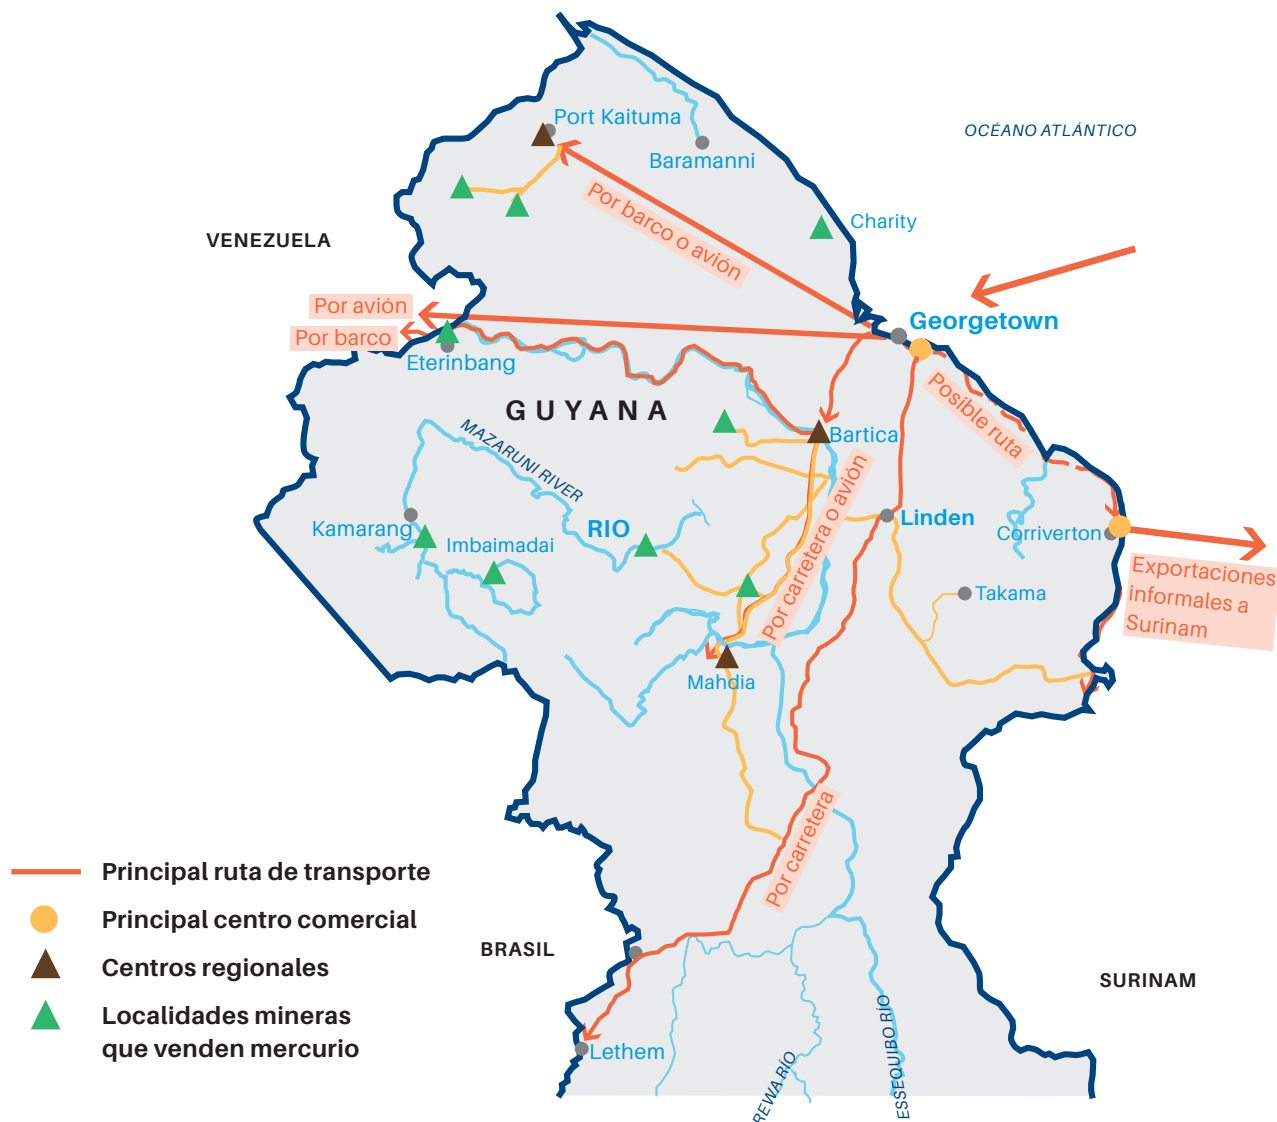 Port Kaituma
OCÉANO ATLÁNTICO
Baramanni
Por barco o avión
Charity
VENEZUELA
Por avión
Georgetown
Por barco
Eterinbang
Posible ruta
GUYANA
MAZARUNI RIVER
Bartica
Por carretera o avión
Kamarang
RIO
Linden
Corriverton
Imbaimadai
Exportaciones
informales a
Surinam
Takama
Mahdia
Por carretera
Principal ruta de transporte
Principal centro comercial
BRASIL
Centros regionales
SURINAM
Localidades mineras
que venden mercurio
Lethem
REWA RÍO
ESSEQUIBO RÍO